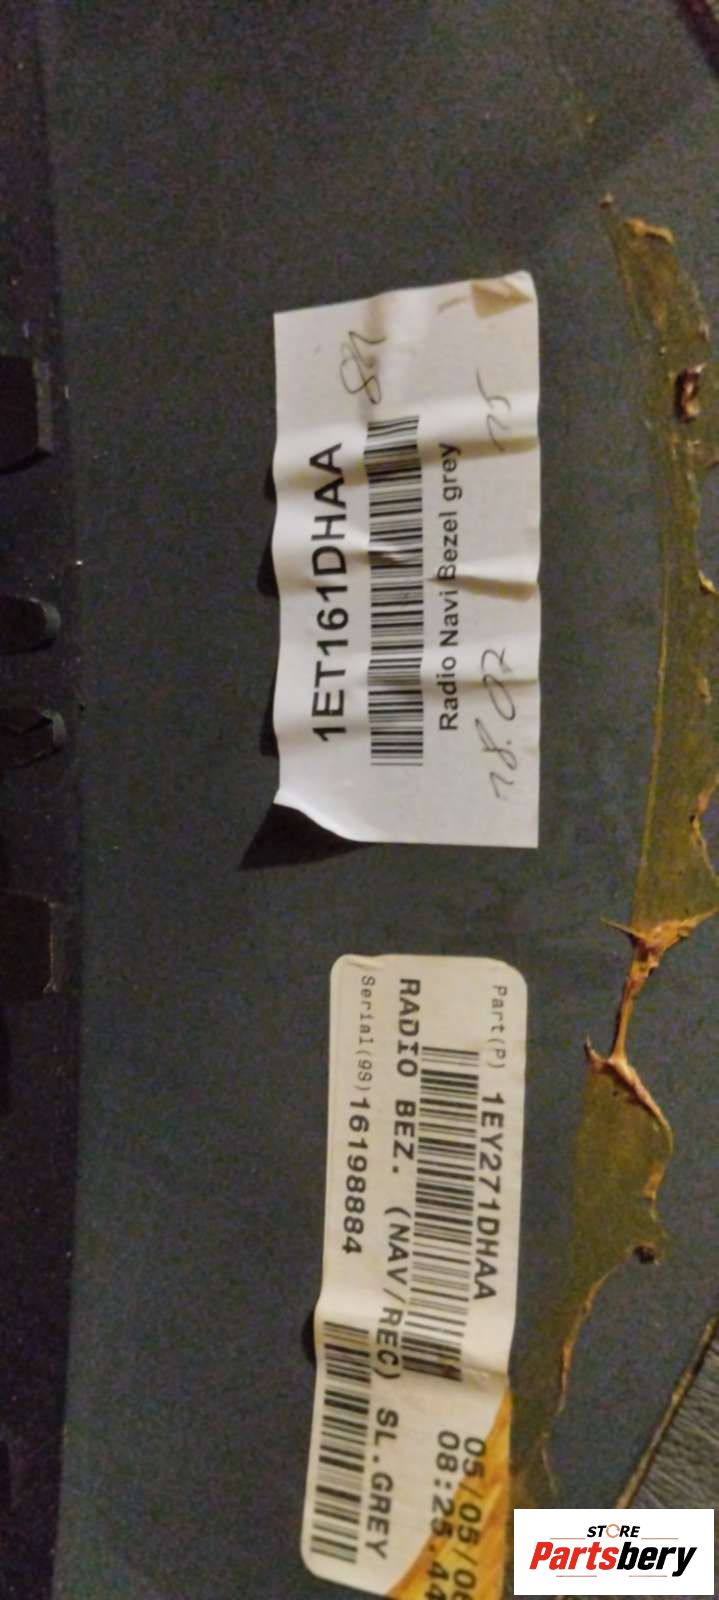 1ET161DHAA
Radio Navi Bezel grey
Part(P) 1EY271DHAA
05/05/06
08:25.44
RADIO BEZ. (NAV/REC) SL.GREY
Serial(9S) 16198884
STORE
Partsbery